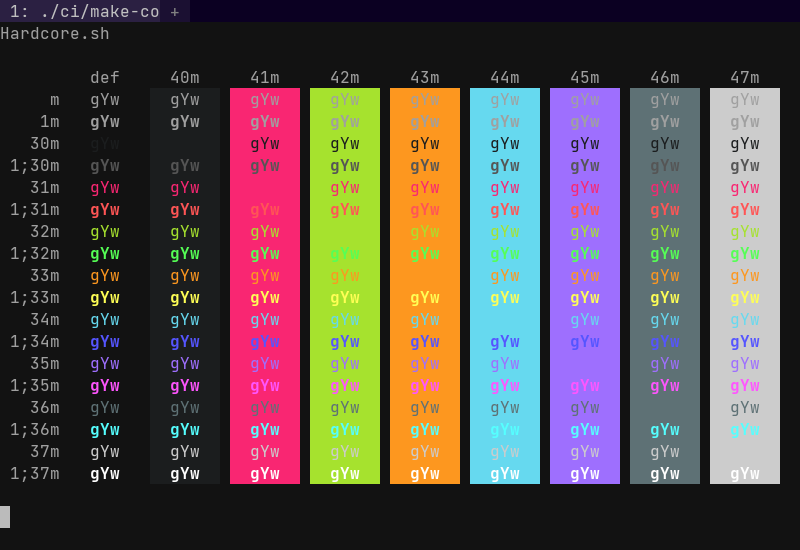 1: ./ci/make-co +
Hardcore.sh
def 40m 41m 42m 43m 44m 45m 46m 47m
m gYw gYw gYw gYw gYw gYw gYw gYw gYw
1m gYw gYw gYw gYw gYw gYw gYw gYw gYw
30m gYw gYw gYw gYw gYw gYw gYw gYw
1;30m gYw gYw gYw gYw gYw gYw gYw gYw gYw
31m gYw gYw gYw gYw gYw gYw gYw gYw
1;31m gYw gYw gYw gYw gYw gYw gYw gYw gYw
32m gYw gYw gYw gYw gYw gYw gYw gYw
1;32m gYw gYw gYw gYw gYw gYw gYw gYw gYw
33m gYw gYw gYw gYw gYw gYw gYw gYw
1;33m gYw gYw gYw gYw gYw gYw gYw gYw gYw
34m gYw gYw gYw gYw gYw gYw gYw gYw
1;34m gYw gYw gYw gYw gYw gYw gYw gYw gYw
35m gYw gYw gYw gYw gYw gYw gYw gYw
1;35m gYw gYw gYw gYw gYw gYw gYw gYw gYw
36m gYw gYw gYw gYw gYw gYw gYw gYw
1;36m gYw gYw gYw gYw gYw gYw gYw gYw gYw
37m gYw gYw gYw gYw gYw gYw gYw gYw
1;37m gYw gYw gYw gYw gYw gYw gYw gYw gYw